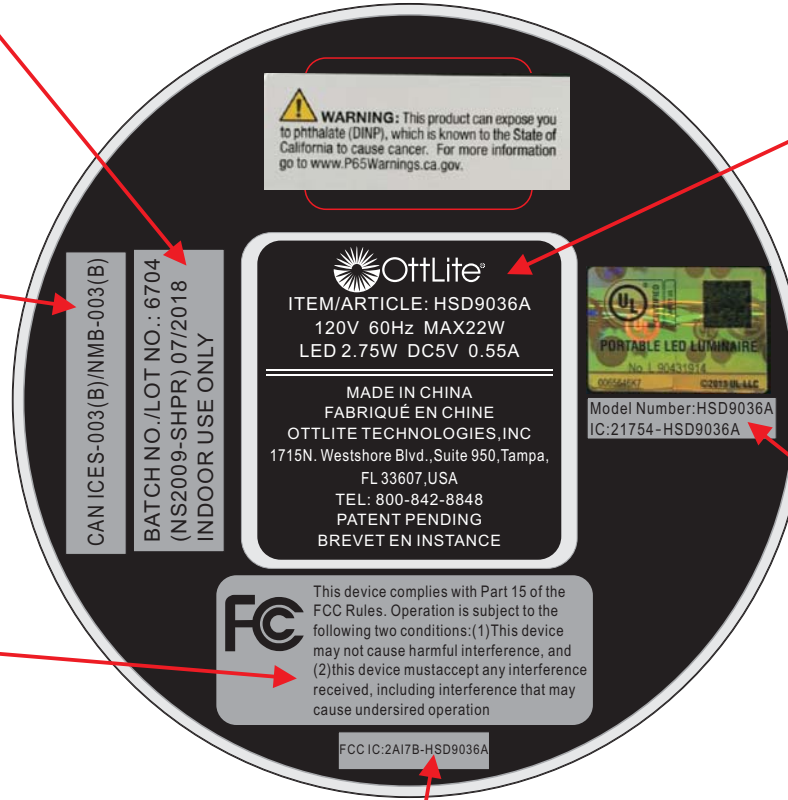 WARNING: This product can expose you
to phthalate (DINP), which is known to the State of
California to cause cancer. For more information
go to www.P65Warnings.ca.gov.
CAN ICES-003(B)/NMB-003(B)
BATCH NO./LOT NO.: 6704
(NS2009-SHPR) 07/2018
INDOOR USE ONLY
OttLite®
ITEM/ARTICLE: HSD9036A
120V 60Hz MAX22W
LED 2.75W DC5V 0.55A
MADE IN CHINA
FABRIQUÉ EN CHINE
OTTLITE TECHNOLOGIES,INC
1715N. Westshore Blvd.,Suite 950,Tampa,
FL 33607,USA
TEL: 800-842-8848
PATENT PENDING
BREVET EN INSTANCE
UL
PORTABLE LED LUMINAIRE
No. L 90431914
©2013 UL LLC
Model Number:HSD9036A
IC:21754-HSD9036A
FC
This device complies with Part 15 of the
FCC Rules. Operation is subject to the
following two conditions:(1)This device
may not cause harmful interference, and
(2)this device mustaccept any interference
received, including interference that may
cause undersired operation
FCC IC:2AI7B-HSD9036A